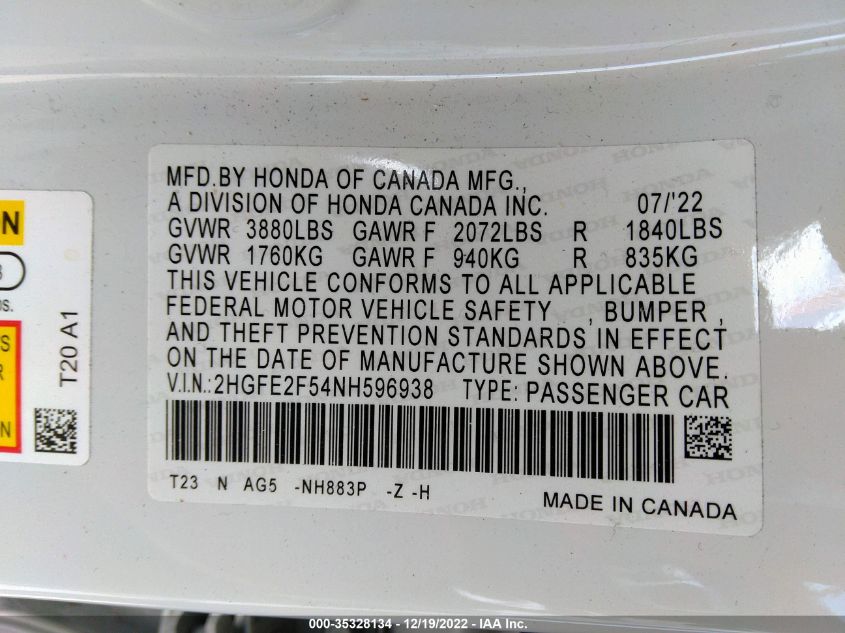 MFD.BY HONDA OF CANADA MFG.,
A DIVISION OF HONDA CANADA INC. 07/'22
GVWR 3880LBS GAWR F 2072LBS R 1840LBS
GVWR 1760KG GAWR F 940KG R 835KG
THIS VEHICLE CONFORMS TO ALL APPLICABLE
FEDERAL MOTOR VEHICLE SAFETY , BUMPER ,
AND THEFT PREVENTION STANDARDS IN EFFECT
ON THE DATE OF MANUFACTURE SHOWN ABOVE.
V.I.N.:2HGFE2F54NH596938 TYPE: PASSENGER CAR
T23 N AG5 -NH883P -Z -H
MADE IN CANADA
T20 A1
000-35328134 - 12/19/2022 - IAA Inc.